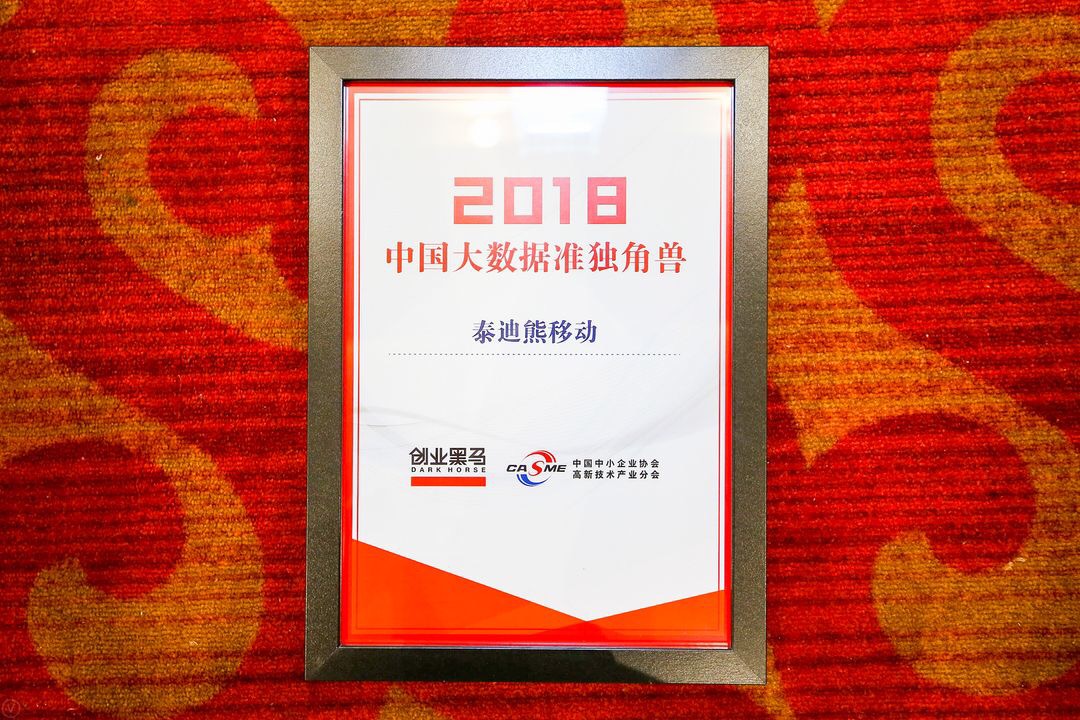 2018
中国大数据准独角兽
泰迪熊移动
创业黑马
DARK HORSE
CASME
中国中小企业协会
高新技术产业分会